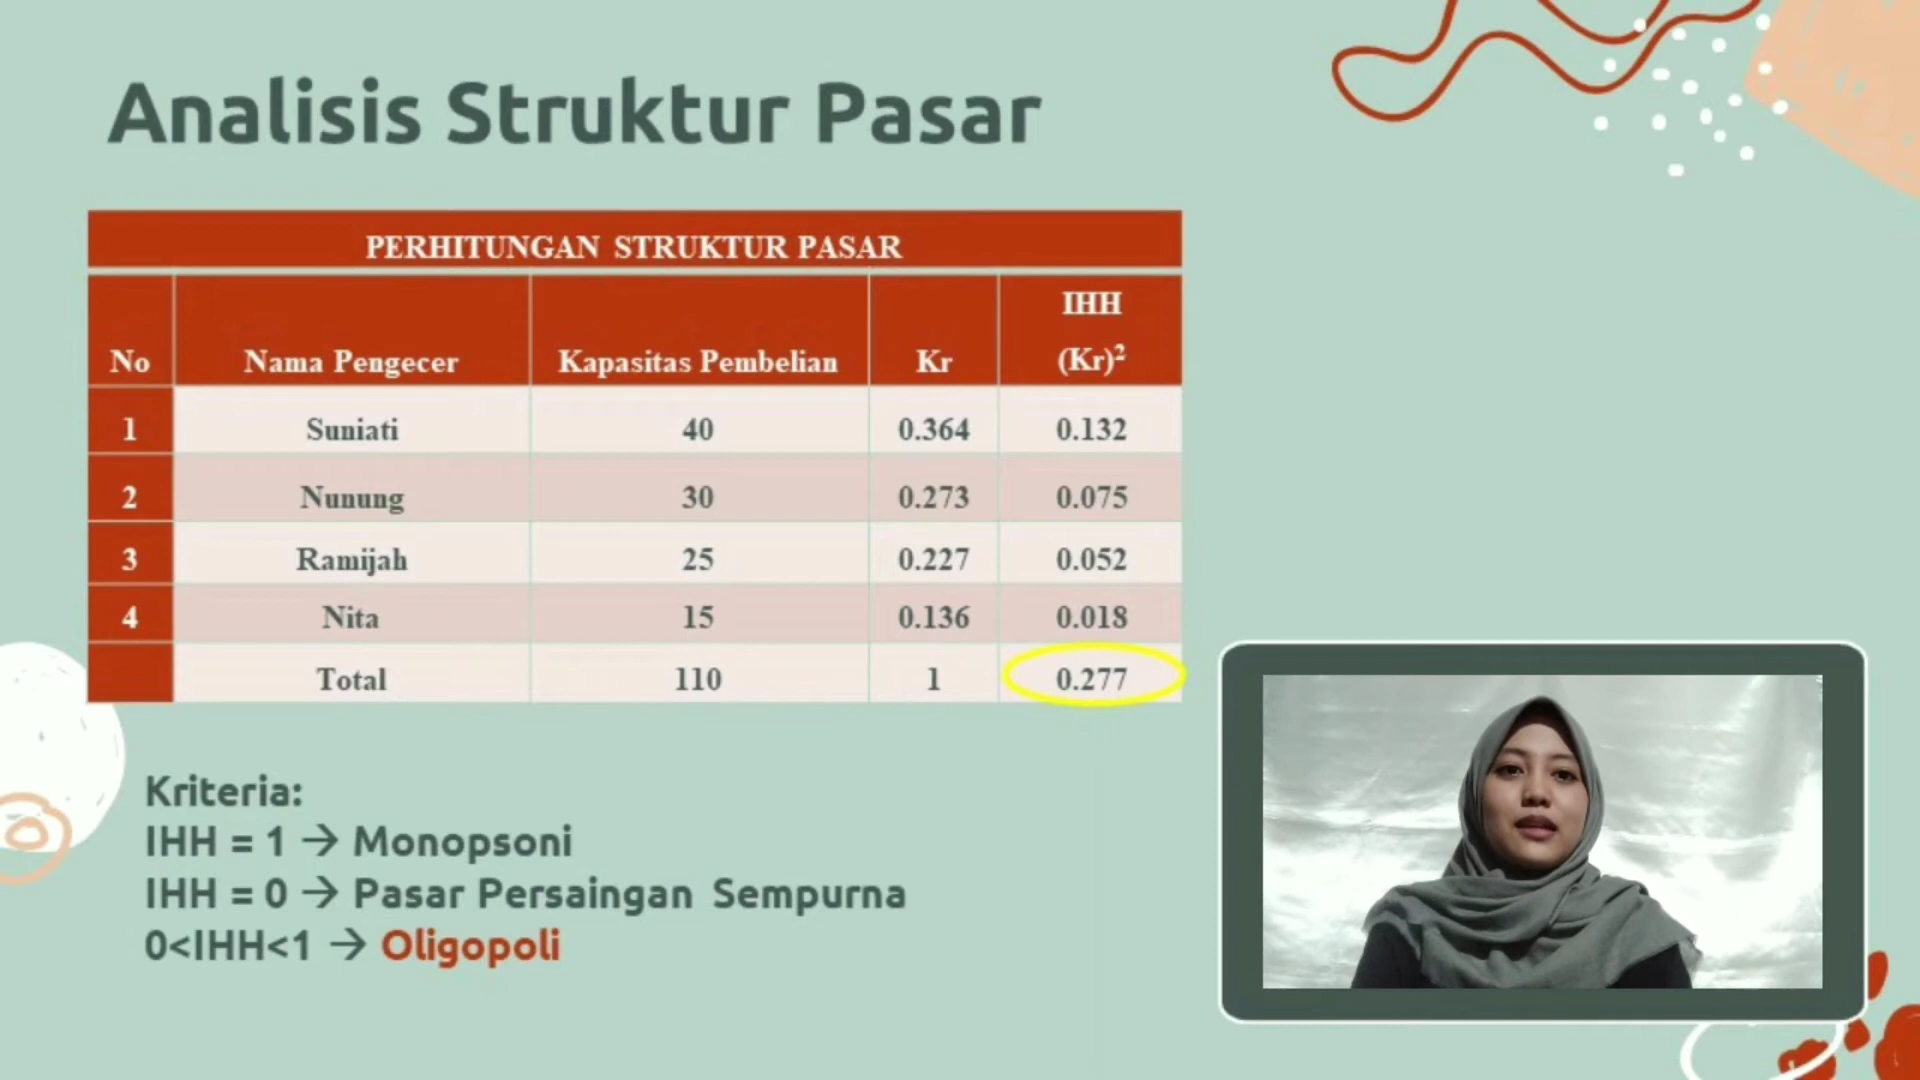 Analisis Struktur Pasar
PERHITUNGAN STRUKTUR PASAR
No Nama Pengecer Kapasitas Pembelian Kr IHH (Kr)²
1 Suniati 40 0.364 0.132
2 Nunung 30 0.273 0.075
3 Ramijah 25 0.227 0.052
4 Nita 15 0.136 0.018
Total 110 1 0.277
Kriteria:
IHH = 1 → Monopsoni
IHH = 0 → Pasar Persaingan Sempurna
0<IHH<1 → Oligopoli